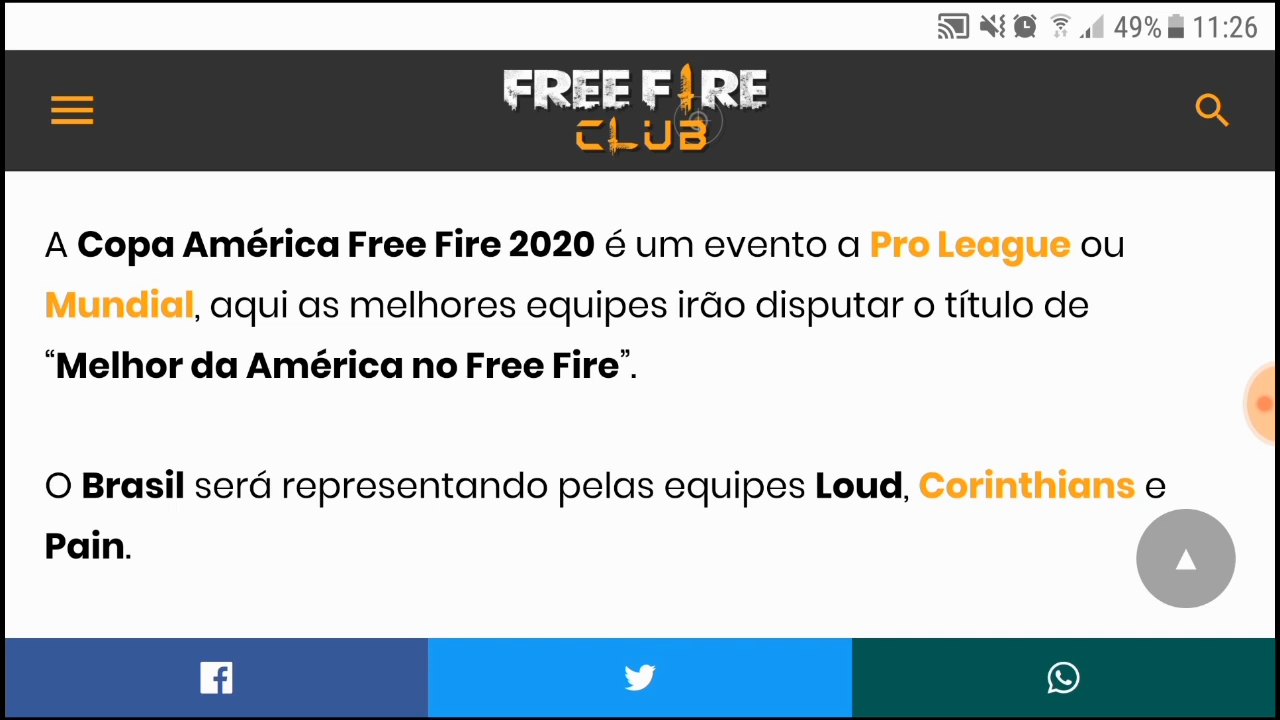 49% 11:26
FREE FIRE
CLUB
A Copa América Free Fire 2020 é um evento a Pro League ou
Mundial, aqui as melhores equipes irão disputar o título de
“Melhor da América no Free Fire”.
O Brasil será representando pelas equipes Loud, Corinthians e
Pain.